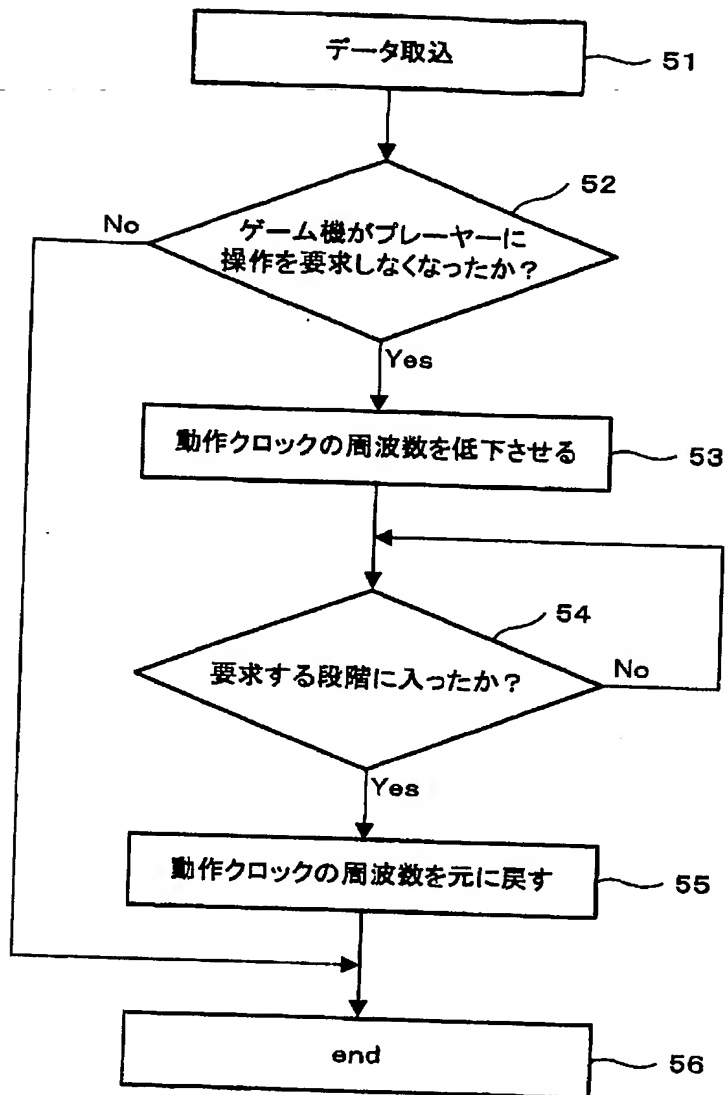 データ取込
51
52
No
ゲーム機がプレーヤーに
操作を要求しなくなったか？
Yes
動作クロックの周波数を低下させる
53
54
要求する段階に入ったか？
No
Yes
動作クロックの周波数を元に戻す
55
end
56